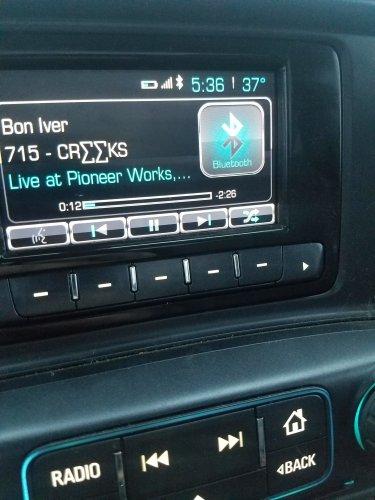 5:36 | 37°
Bon Iver
715 - CR∑∑KS
Live at Pioneer Works,...
Bluetooth
0:12
-2:26
RADIO
BACK